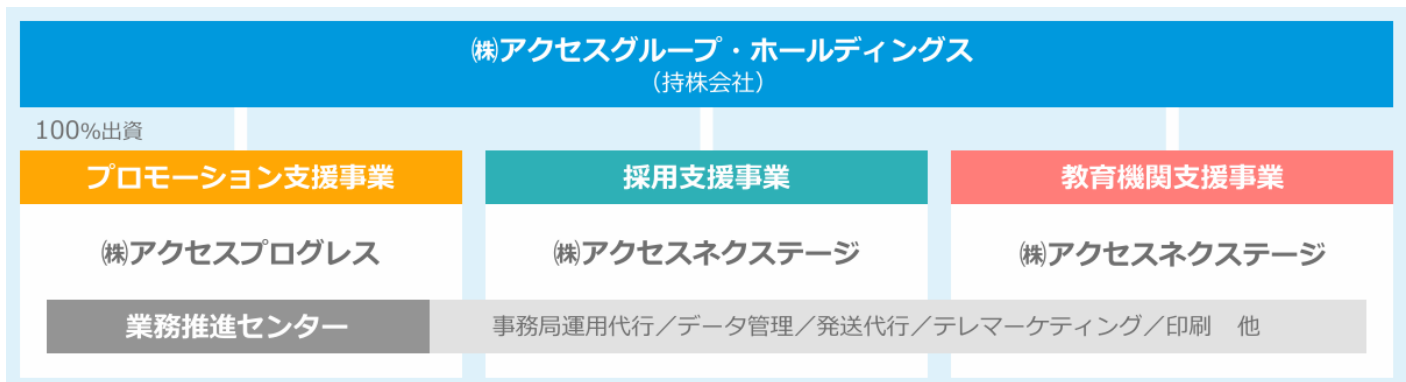 ㈱アクセスグループ・ホールディングス
（持株会社）
100%出資
プロモーション支援事業
採用支援事業
教育機関支援事業
㈱アクセスプログレス
㈱アクセスネクステージ
㈱アクセスネクステージ
業務推進センター
事務局運用代行／データ管理／発送代行／テレマーケティング／印刷　他